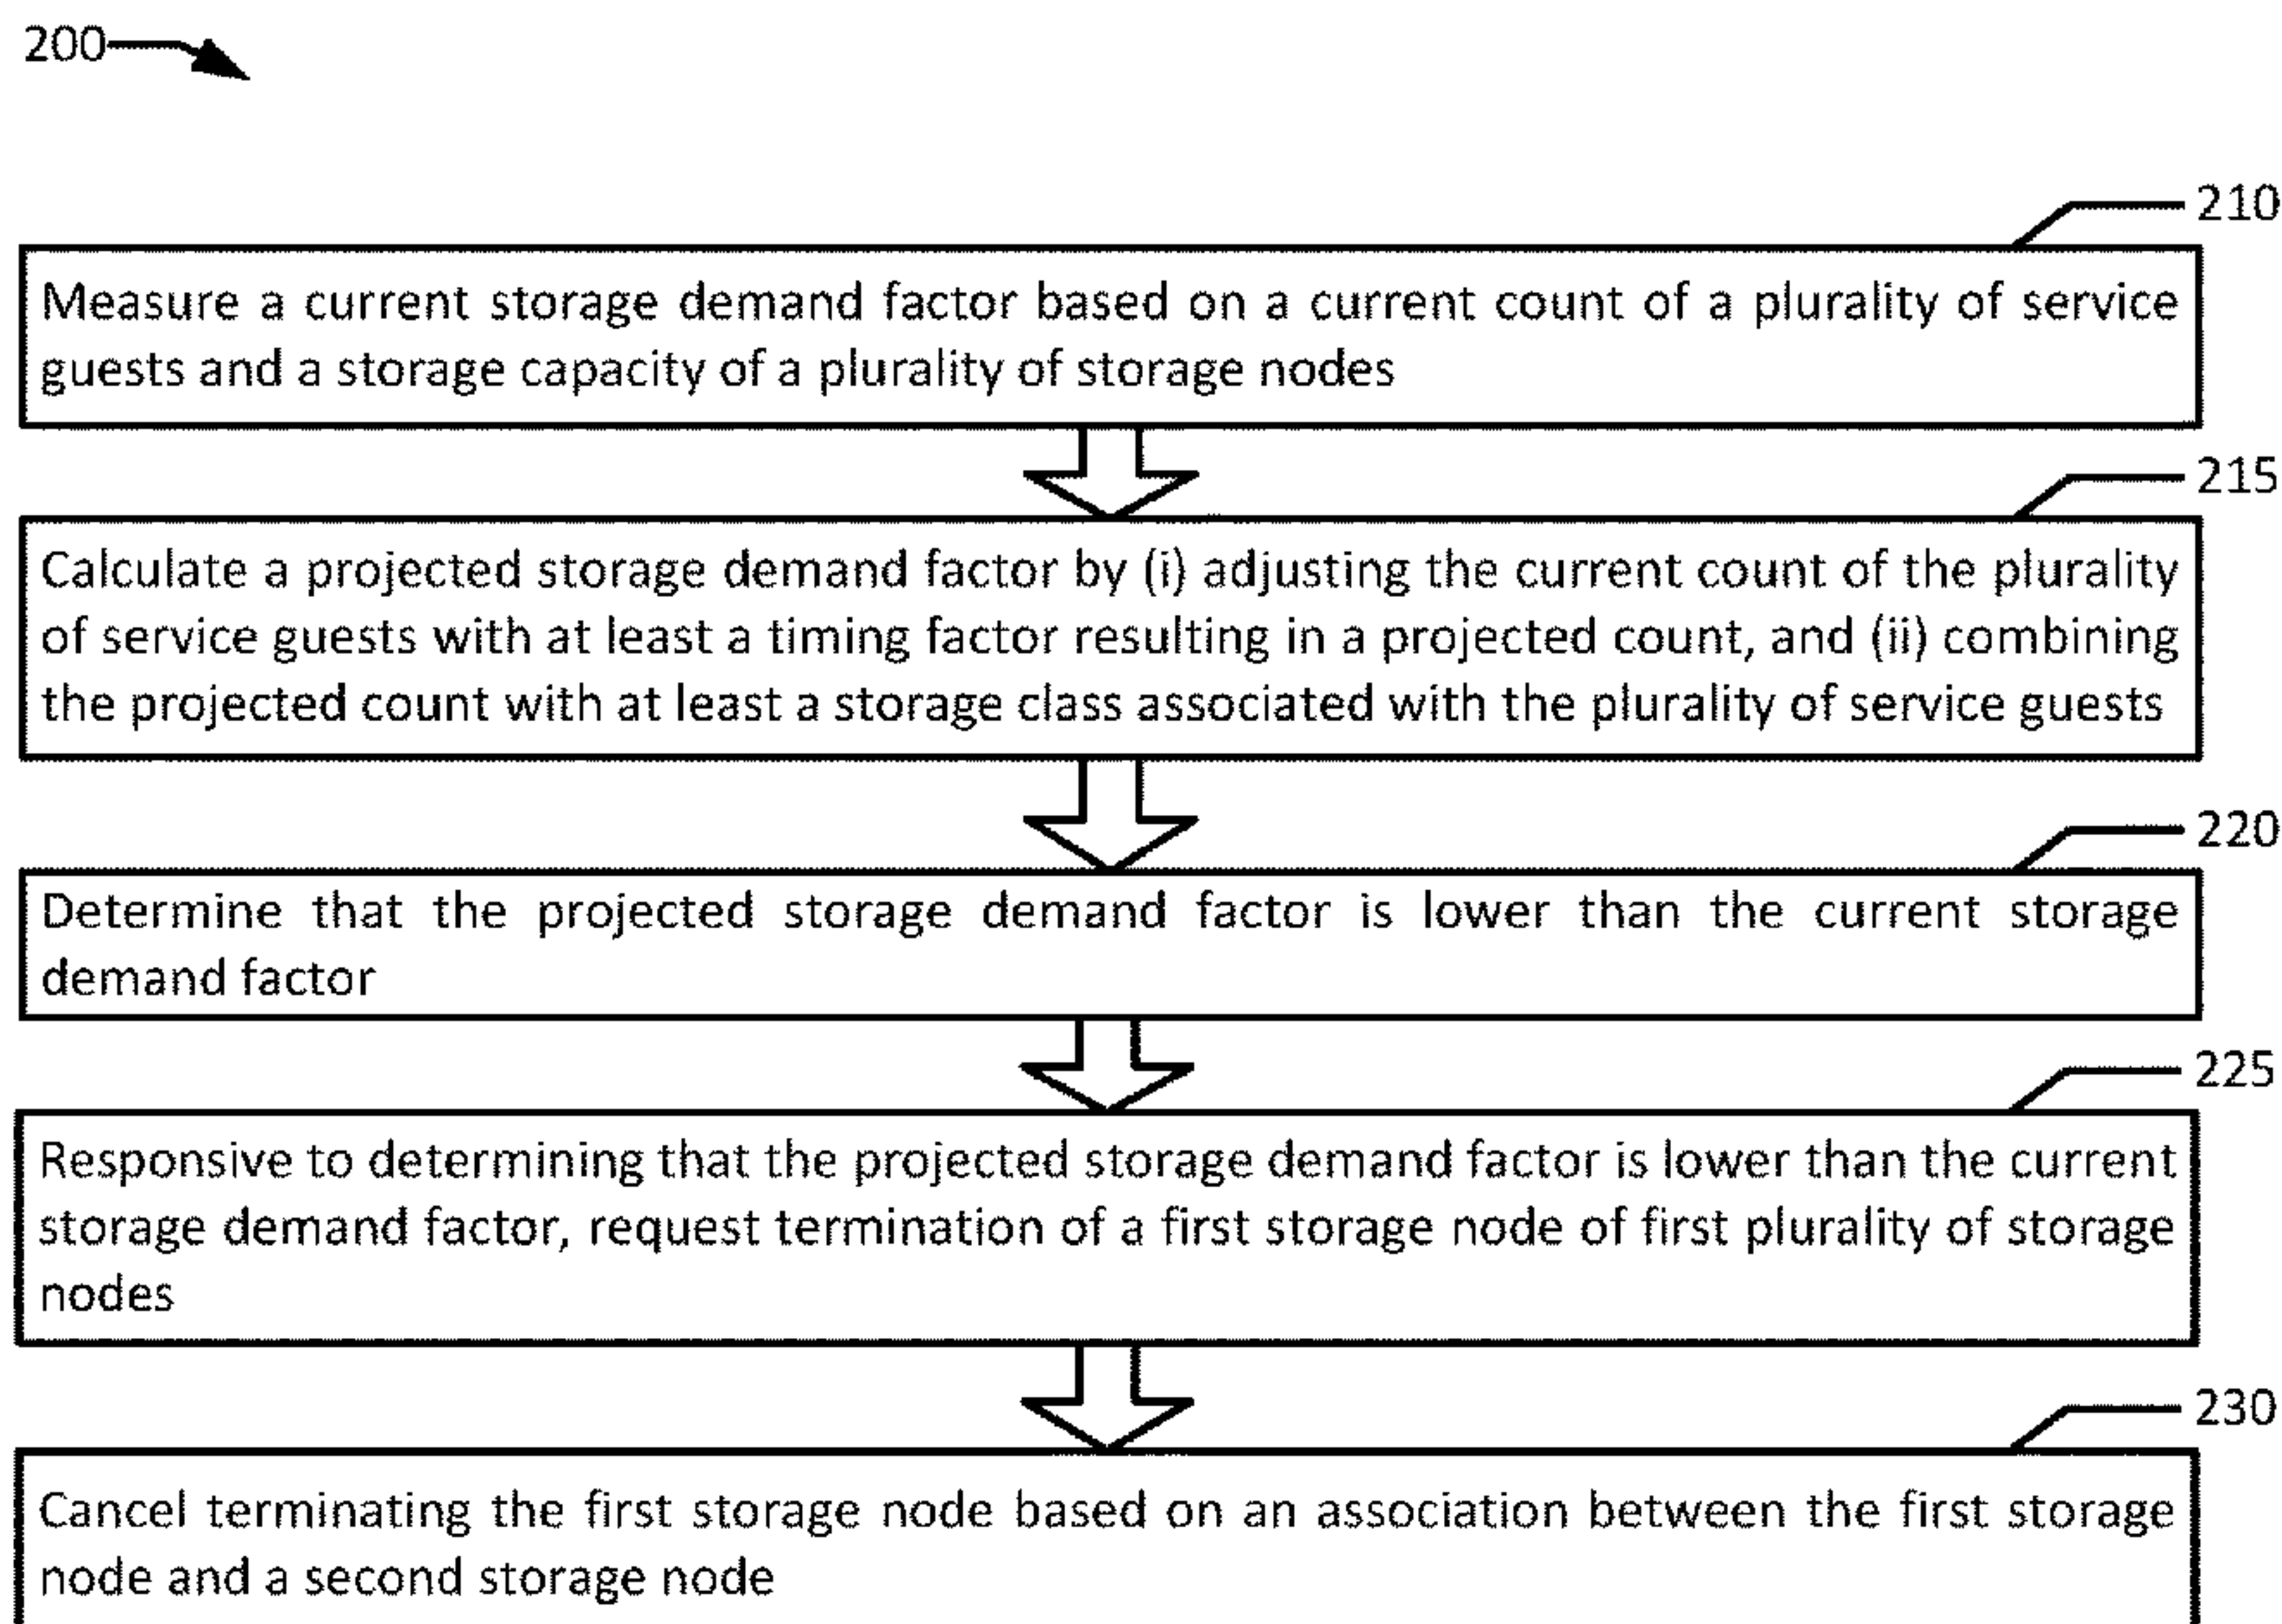 200
210
Measure a current storage demand factor based on a current count of a plurality of service
guests and a storage capacity of a plurality of storage nodes
215
Calculate a projected storage demand factor by (i) adjusting the current count of the plurality
of service guests with at least a timing factor resulting in a projected count, and (ii) combining
the projected count with at least a storage class associated with the plurality of service guests
220
Determine that the projected storage demand factor is lower than the current storage
demand factor
225
Responsive to determining that the projected storage demand factor is lower than the current
storage demand factor, request termination of a first storage node of first plurality of storage
nodes
230
Cancel terminating the first storage node based on an association between the first storage
node and a second storage node